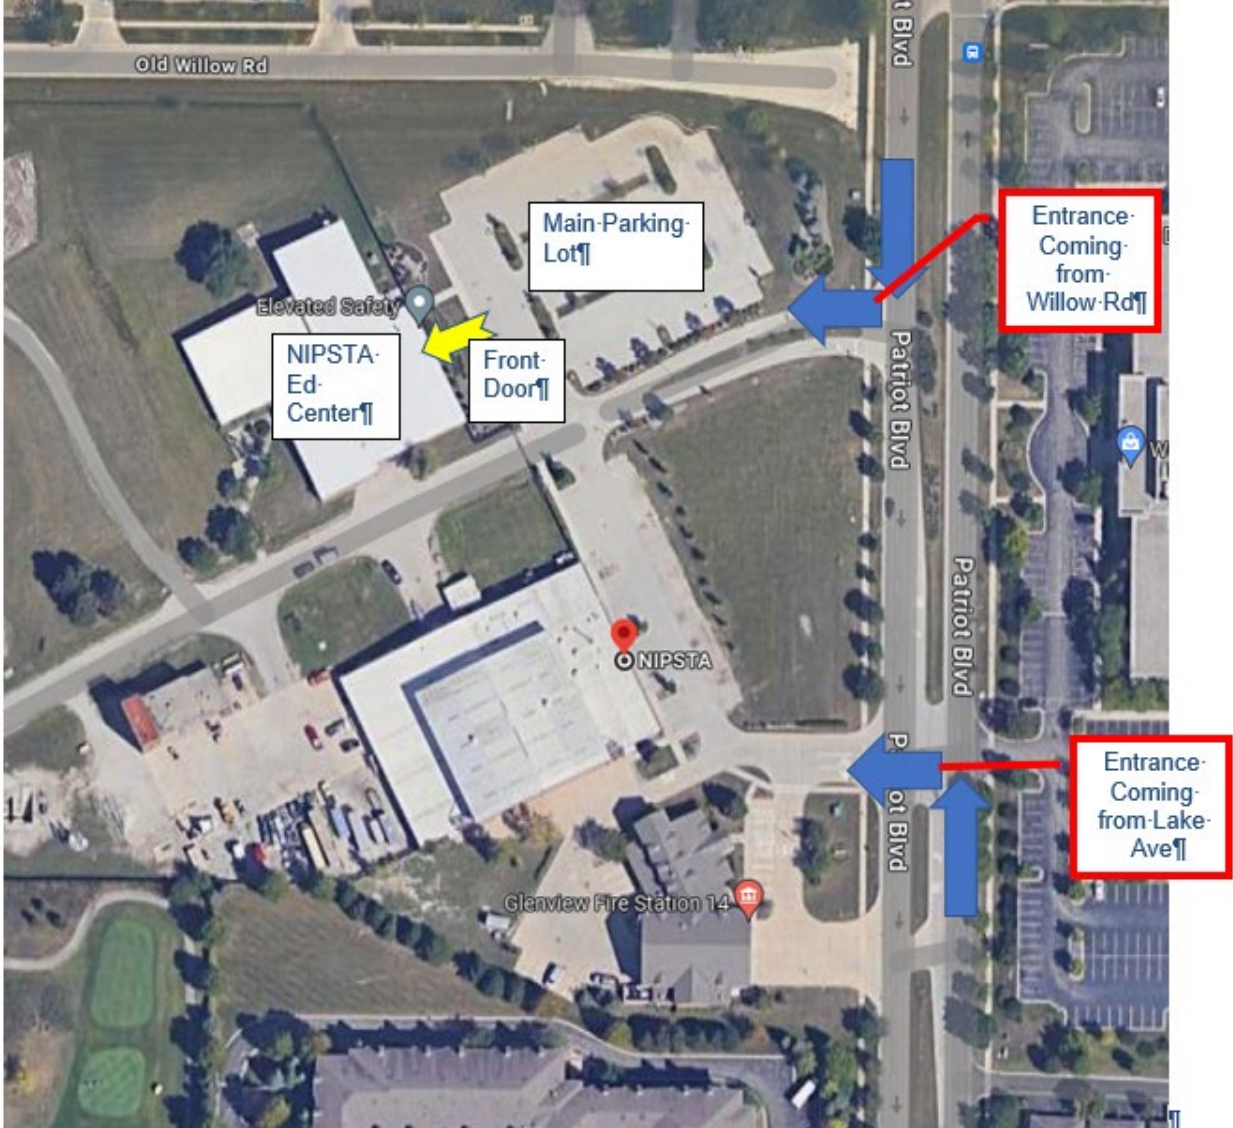 t Blvd
Old Willow Rd
Main·Parking·
Lot¶
Entrance·
Coming·
from·
Willow·Rd¶
Elevated Safety
NIPSTA·
Ed·
Center¶
Front·
Door¶
Patriot Blvd
W
Patriot Blvd
NIPSTA
P
ot Blvd
Entrance·
Coming·
from·Lake·
Ave¶
Glenview Fire Station 14
¶